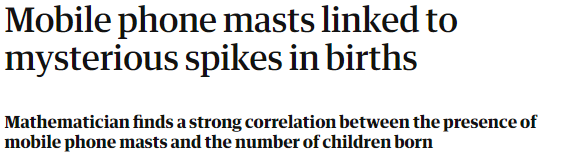 Mobile phone masts linked to
mysterious spikes in births
Mathematician finds a strong correlation between the presence of
mobile phone masts and the number of children born